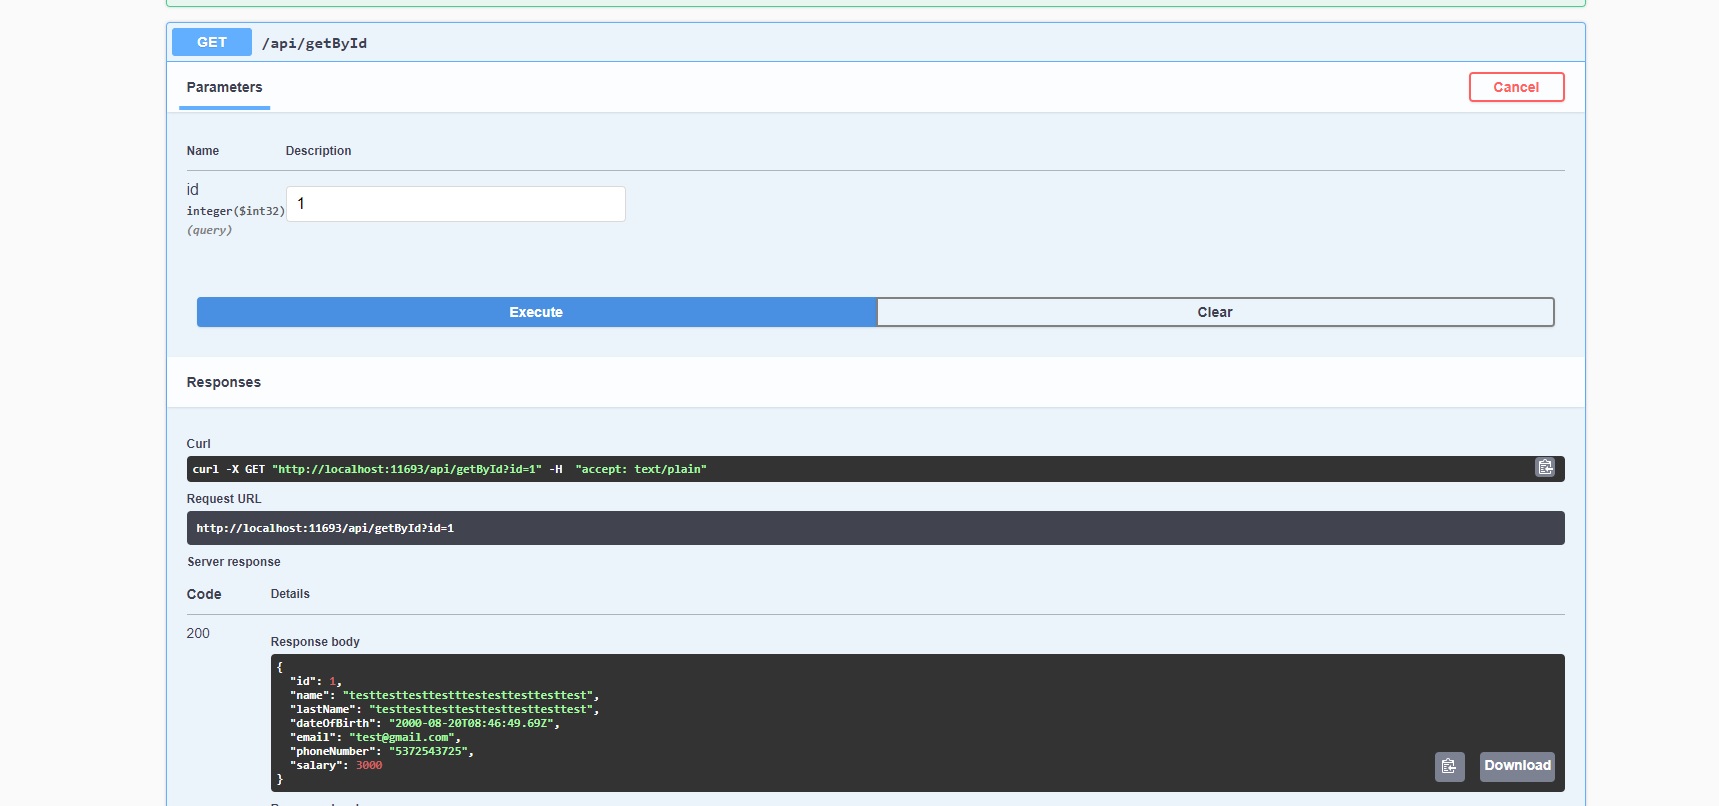 GET /api/getById
Parameters
Cancel
Name Description
id
integer($int32)
(query)
1
Execute Clear
Responses
Curl
curl -X GET "http://localhost:11693/api/getById?id=1" -H  "accept: text/plain"
Request URL
http://localhost:11693/api/getById?id=1
Server response
Code Details
200
Response body
{
  "id": 1,
  "name": "testtesttesttestttestesttesttesttest",
  "lastName": "testtesttesttesttesttesttesttest",
  "dateOfBirth": "2000-08-20T08:46:49.69Z",
  "email": "test@gmail.com",
  "phoneNumber": "5372543725",
  "salary": 3000
}
Download